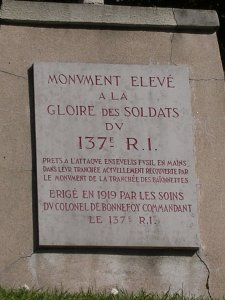 MONVMENT ELEVÉ
A LA
GLOIRE DES SOLDATS
DV
137E R.I.
PRETS A L'ATTAQVE ENSEVELIS FVSIL EN MAINS
DANS LEVR TRANCHÉE ACTVELLEMENT RECOVVERTE PAR
LE MONVMENT DE LA TRANCHÉE DES BAÏONNETTES
ERIGÉ EN 1919 PAR LES SOINS
DV COLONEL DE BONNEFOY COMMANDANT
LE 137E R.I.